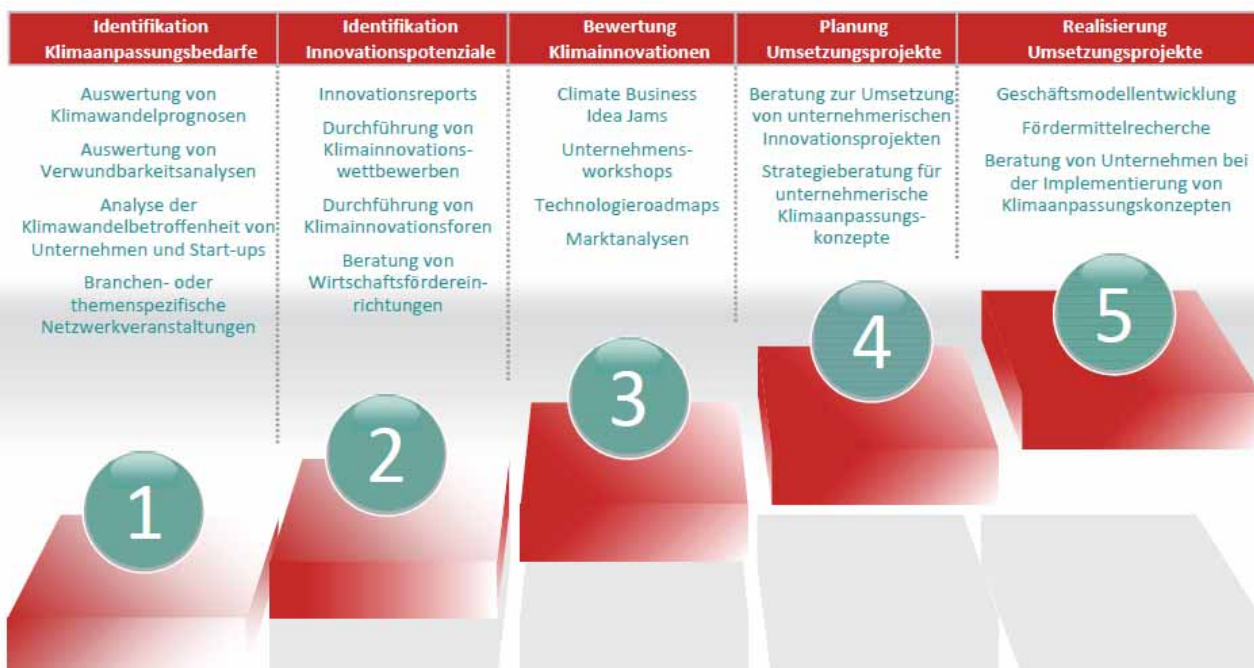 Identifikation
Klimaanpassungsbedarfe
Auswertung von
Klimawandelprognosen
Auswertung von
Verwundbarkeitsanalysen
Analyse der
Klimawandelbetroffenheit von
Unternehmen und Start-ups
Branchen- oder
themenspezifische
Netzwerkveranstaltungen
1
Identifikation
Innovationspotenziale
Innovationsreports
Durchführung von
Klimainnovations-
wettbewerben
Durchführung von
Klimainnovationsforen
Beratung von
Wirtschaftsfördereinr-
richtungen
2
Bewertung
Klimainnovationen
Climate Business
Idea Jams
Unternehmens-
workshops
Technologieroadmaps
Marktanalysen
3
Planung
Umsetzungsprojekte
Beratung zur Umsetzung
von unternehmerischen
Innovationsprojekten
Strategieberatung für
unternehmerische
Klimaanpassungs-
konzepte
4
Realisierung
Umsetzungsprojekte
Geschäftsmodellentwicklung
Fördermittelrecherche
Beratung von Unternehmen bei
der Implementierung von
Klimaanpassungskonzepten
5